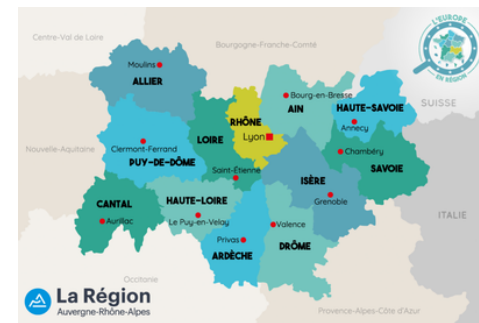 L'EUROPE
EN RÉGION
Centre-Val de Loire
Bourgogne-Franche-Comté
Moulins
ALLIER
Bourg-en-Bresse
AIN
HAUTE-SAVOIE
SUISSE
RHÔNE
Annecy
LOIRE
Lyon
Nouvelle-Aquitaine
Clermont-Ferrand
PUY-DE-DÔME
Chambéry
SAVOIE
Saint-Étienne
ISÈRE
CANTAL
HAUTE-LOIRE
Grenoble
ITALIE
Aurillac
Le Puy-en-Velay
Valence
Privas
DRÔME
ARDÈCHE
Occitanie
La Région
Auvergne-Rhône-Alpes
Provence-Alpes-Côte d'Azur